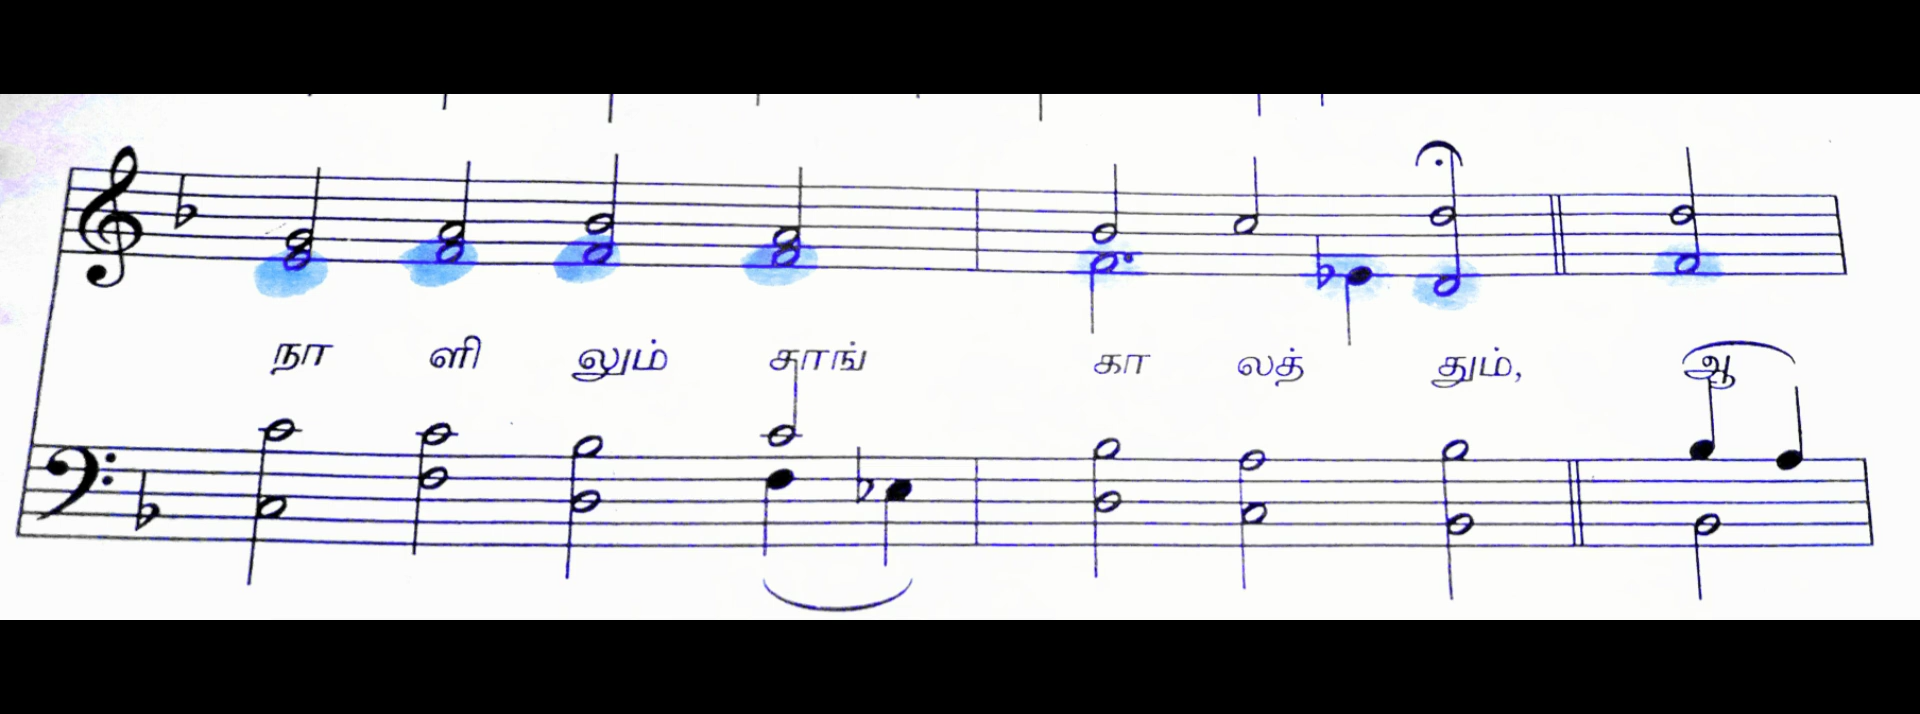 நா ளி லும் தாங் கா லத் தும், ஆ